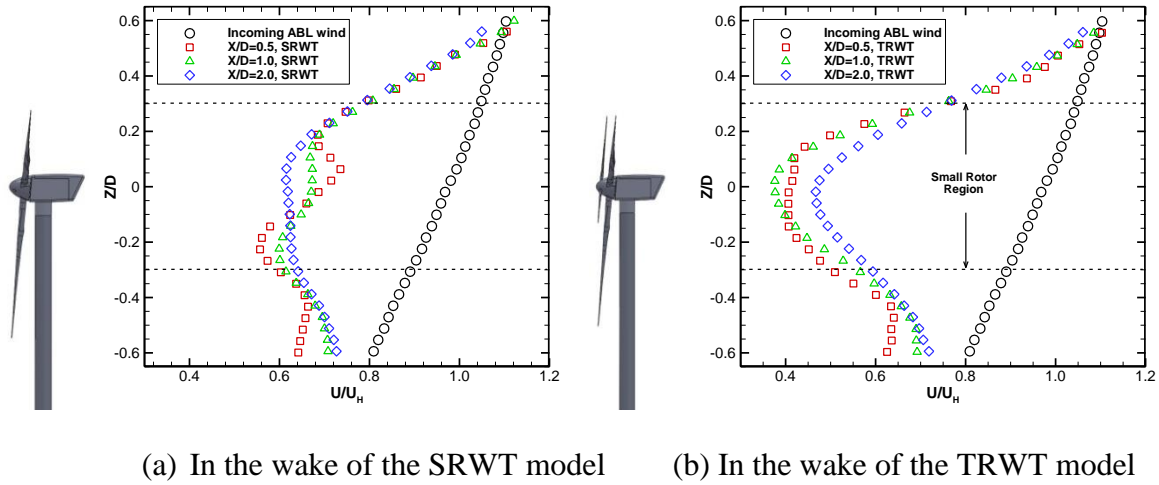 Incoming ABL wind
X/D=0.5, SRWT
X/D=1.0, SRWT
X/D=2.0, SRWT
Z/D
0.6
0.4
0.2
0
-0.2
-0.4
-0.6
0.4 0.6 0.8 1.0 1.2
U/U_H
Incoming ABL wind
X/D=0.5, TRWT
X/D=1.0, TRWT
X/D=2.0, TRWT
Small Rotor
Region
Z/D
0.6
0.4
0.2
0
-0.2
-0.4
-0.6
0.4 0.6 0.8 1.0 1.2
U/U_H
(a) In the wake of the SRWT model
(b) In the wake of the TRWT model